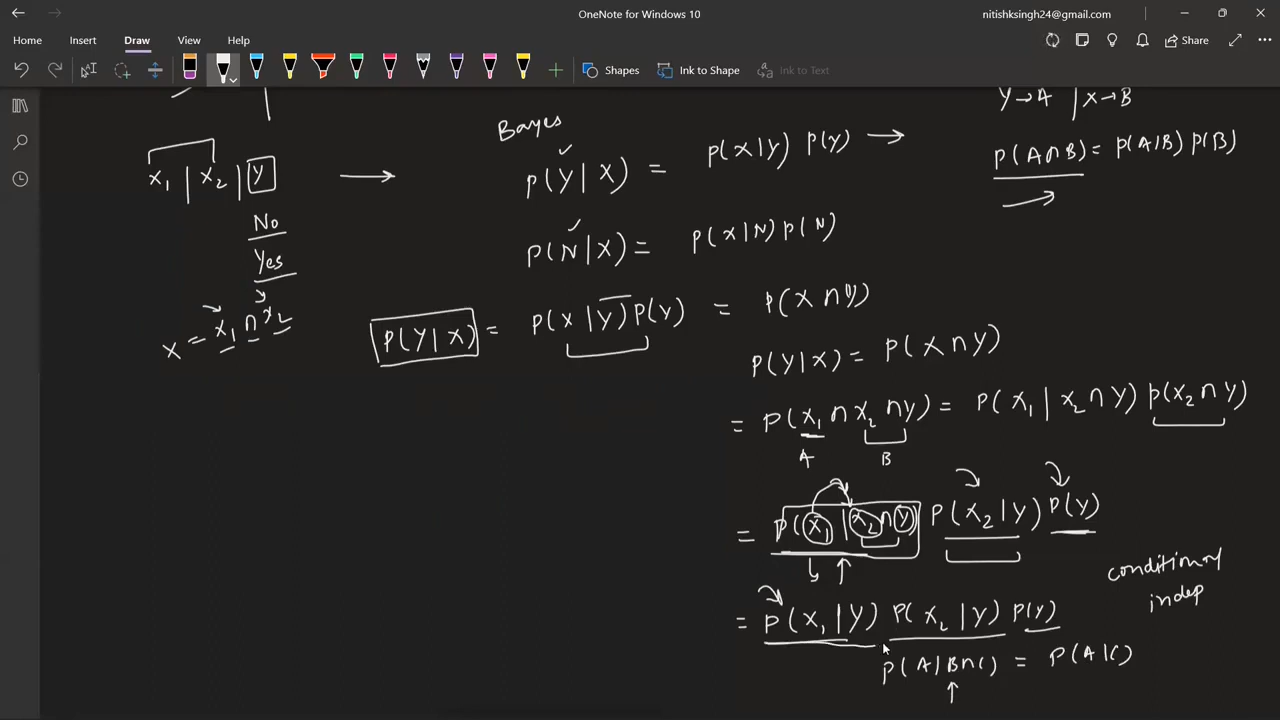 OneNote for Windows 10
nitishksingh24@gmail.com
Home Insert Draw View Help
Share
Shapes Ink to Shape Ink to Text
Y→A | X→B
Bayes
P(Y|X) = P(X|Y) P(Y) →
P(A∩B) = P(A|B) P(B)
X₁ | X₂ | Y →
No
P(N|X) = P(X|N) P(N)
Yes
X = X₁ ∩ X₂
P(Y|X) = P(X|Y) P(Y) = P(X∩Y)
P(Y|X) = P(X∩Y)
= P(X₁ ∩ X₂ ∩ Y) = P(X₁ | X₂ ∩ Y) P(X₂ ∩ Y)
A B
= P(X₁ | X₂ ∩ Y) P(X₂ | Y) P(Y)
indep
= P(X₁ | Y) P(X₂ | Y) P(Y)
P(A|B∩C) = P(A|C)